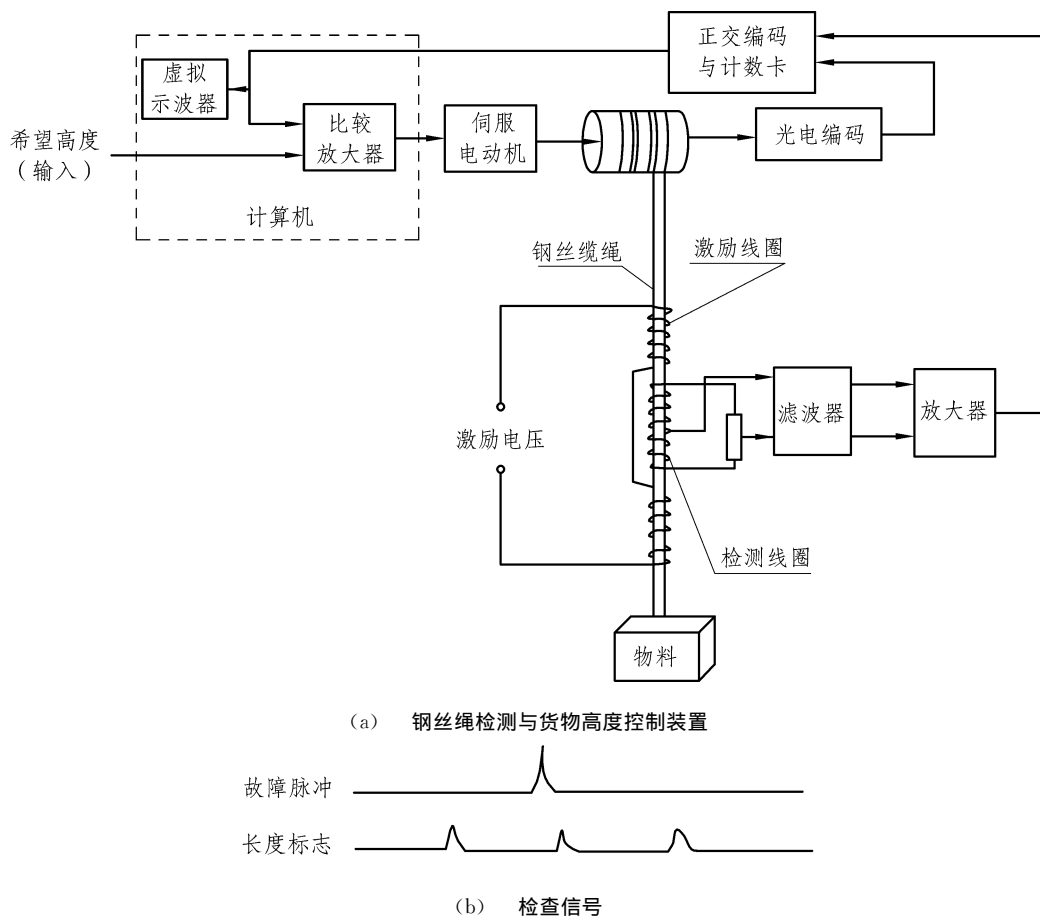 正交编码
与计数卡
虚拟
示波器
希望高度
（输入）
比较
放大器
伺服
电动机
光电编码
计算机
钢丝缆绳
激励线圈
激励电压
滤波器
放大器
检测线圈
物料
（a） 钢丝绳检测与货物高度控制装置
故障脉冲
长度标志
（b） 检查信号